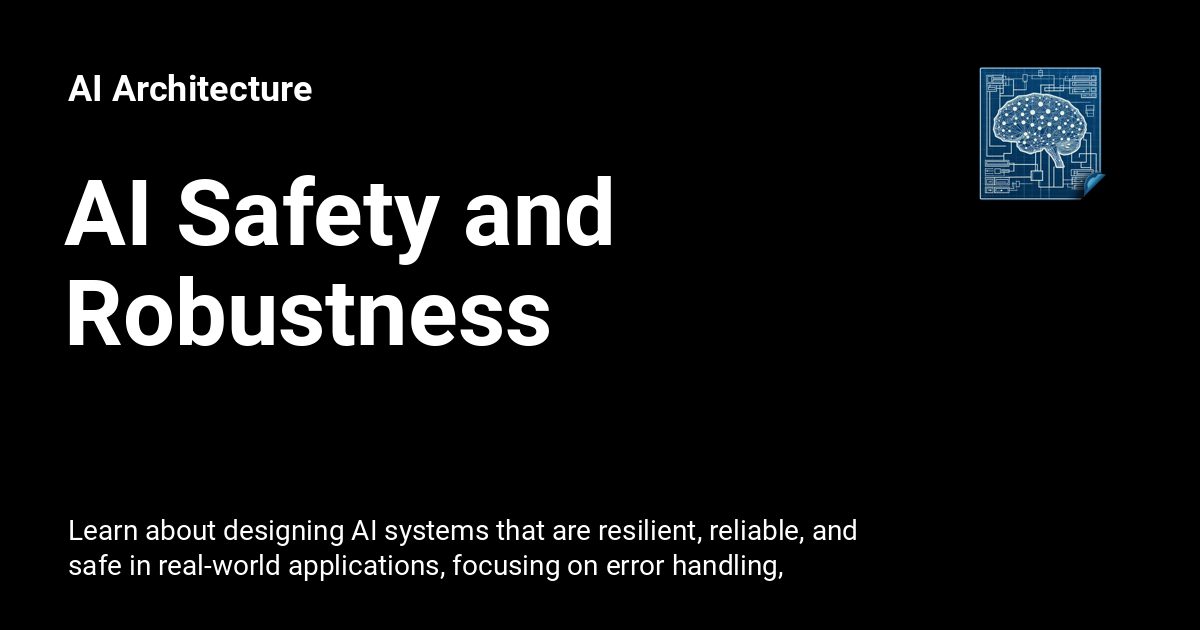 AI Architecture
AI Safety and
Robustness
Learn about designing AI systems that are resilient, reliable, and
safe in real-world applications, focusing on error handling,